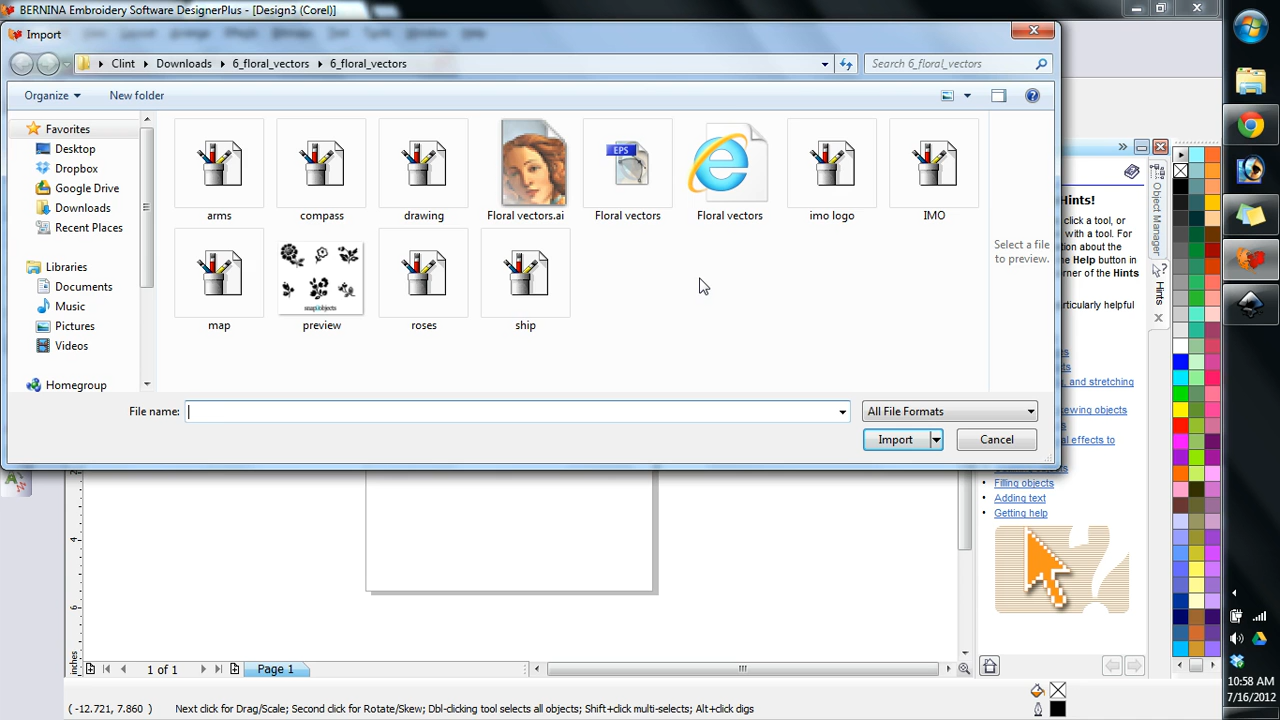 BERNINA Embroidery Software DesignerPlus - [Design3 (Corel)]
Import
Clint
Downloads
6_floral_vectors
6_floral_vectors
Search 6_floral_vectors
Organize
New folder
Favorites
Desktop
Dropbox
Google Drive
Downloads
Recent Places
Libraries
Documents
Music
Pictures
Videos
Homegroup
arms
compass
drawing
Floral vectors.ai
EPS
Floral vectors
Floral vectors
imo logo
IMO
map
snap2objects
preview
roses
ship
Select a file
to preview.
File name:
All File Formats
Import
Cancel
Object Manager
Hints
Hints!
click a tool, or
with a tool. For
tion about the
e Help button in
orner of the Hints
rticularly helpful
, and stretching
ewing objects
al effects to
Filling objects
Adding text
Getting help
2
4
6
inches
1 of 1
Page 1
(-12.721, 7.860 )
Next click for Drag/Scale; Second click for Rotate/Skew; Dbl-clicking tool selects all objects; Shift+click multi-selects; Alt+click digs
10:58 AM
7/16/2012